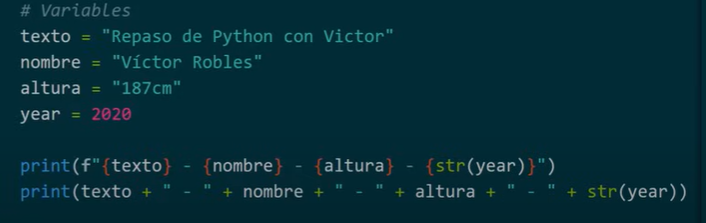 # Variables
texto = "Repaso de Python con Victor"
nombre = "Víctor Robles"
altura = "187cm"
year = 2020
print(f"{texto} - {nombre} - {altura} - {str(year)}")
print(texto + " - " + nombre + " - " + altura + " - " + str(year))